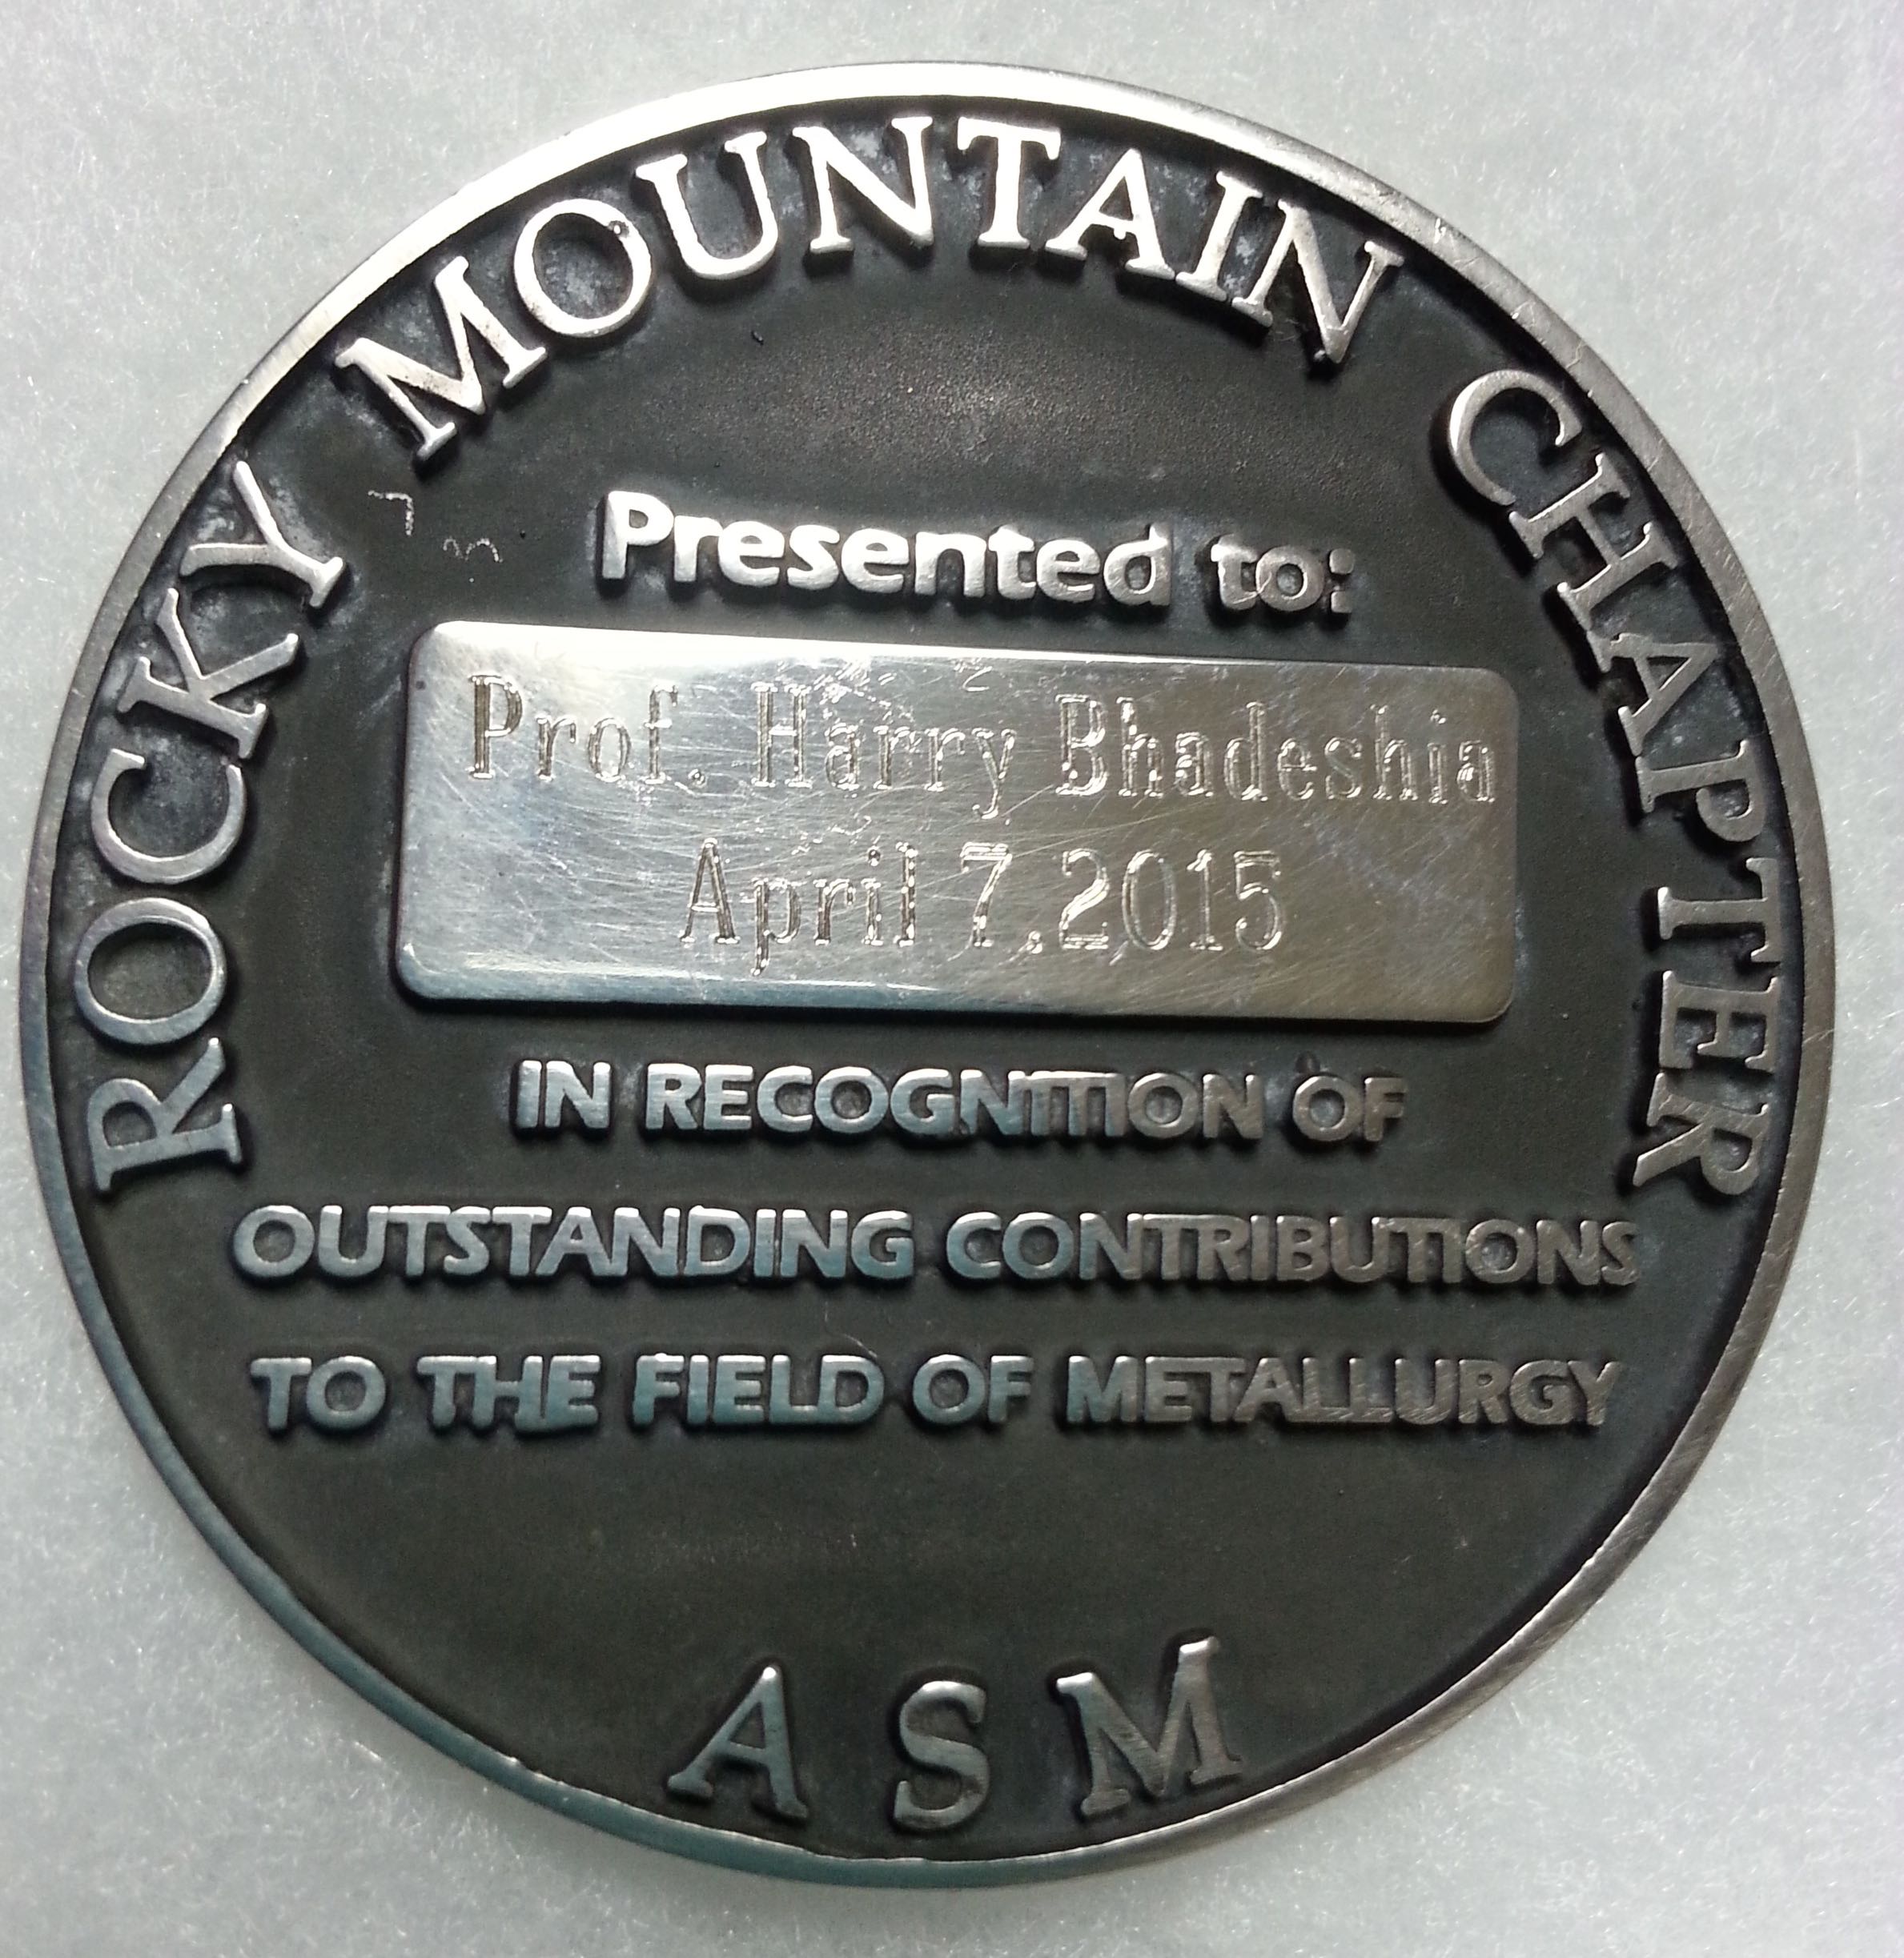 ROCKY MOUNTAIN CHAPTER
Presented to:
Prof. Harry Bhadeshia
April 7,2015
IN RECOGNITION OF
OUTSTANDING CONTRIBUTIONS
TO THE FIELD OF METALLURGY
ASM